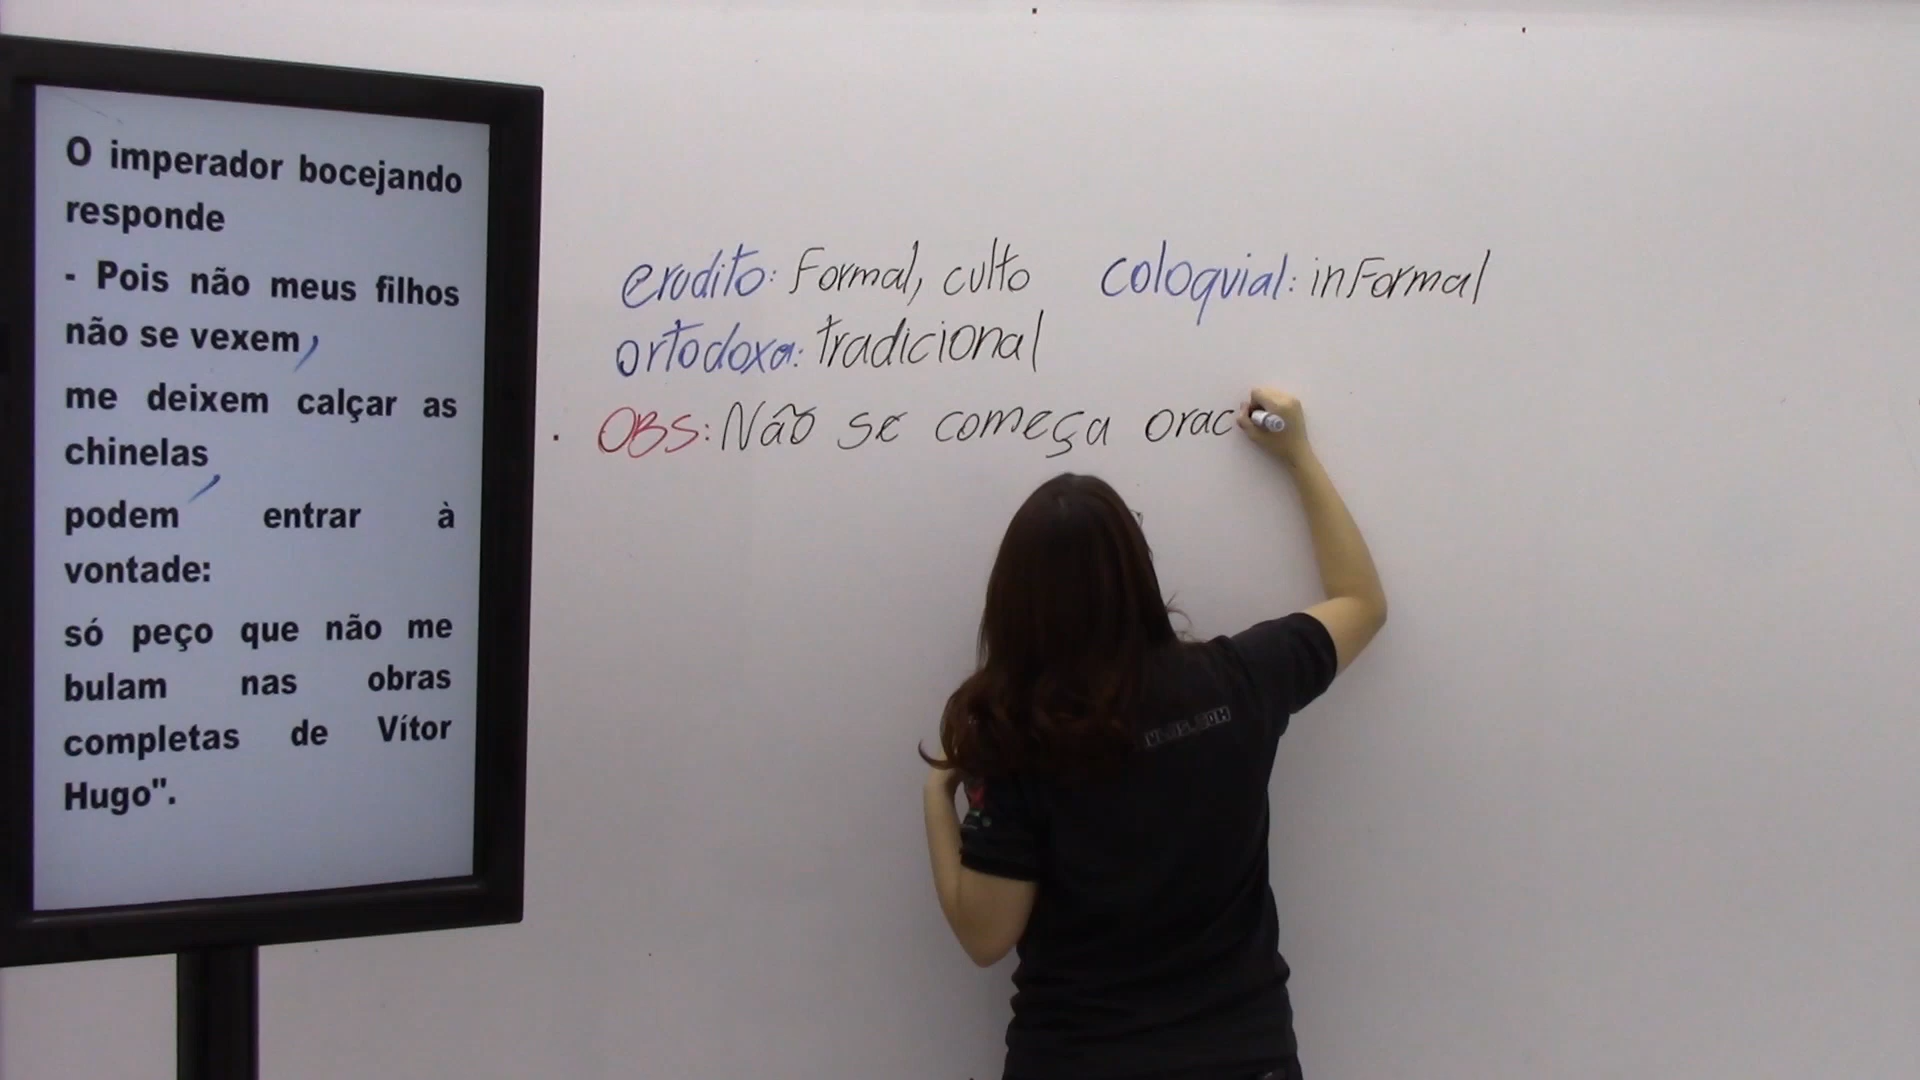 O imperador bocejando
responde
- Pois não meus filhos
não se vexem,
me deixem calçar as
chinelas,
podem entrar à
vontade:
só peço que não me
bulam nas obras
completas de Vítor
Hugo".
erudito: Formal, culto coloquial: inFormal
ortodoxa: tradicional
OBS: Não se começa orac